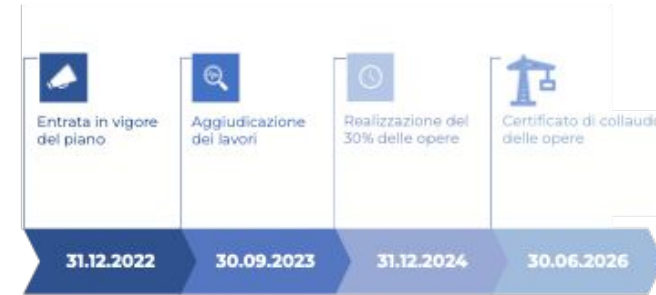 Entrata in vigore
del piano
Aggiudicazione
dei lavori
Realizzazione del
30% delle opere
Certificato di collaudo
delle opere
31.12.2022
30.09.2023
31.12.2024
30.06.2026